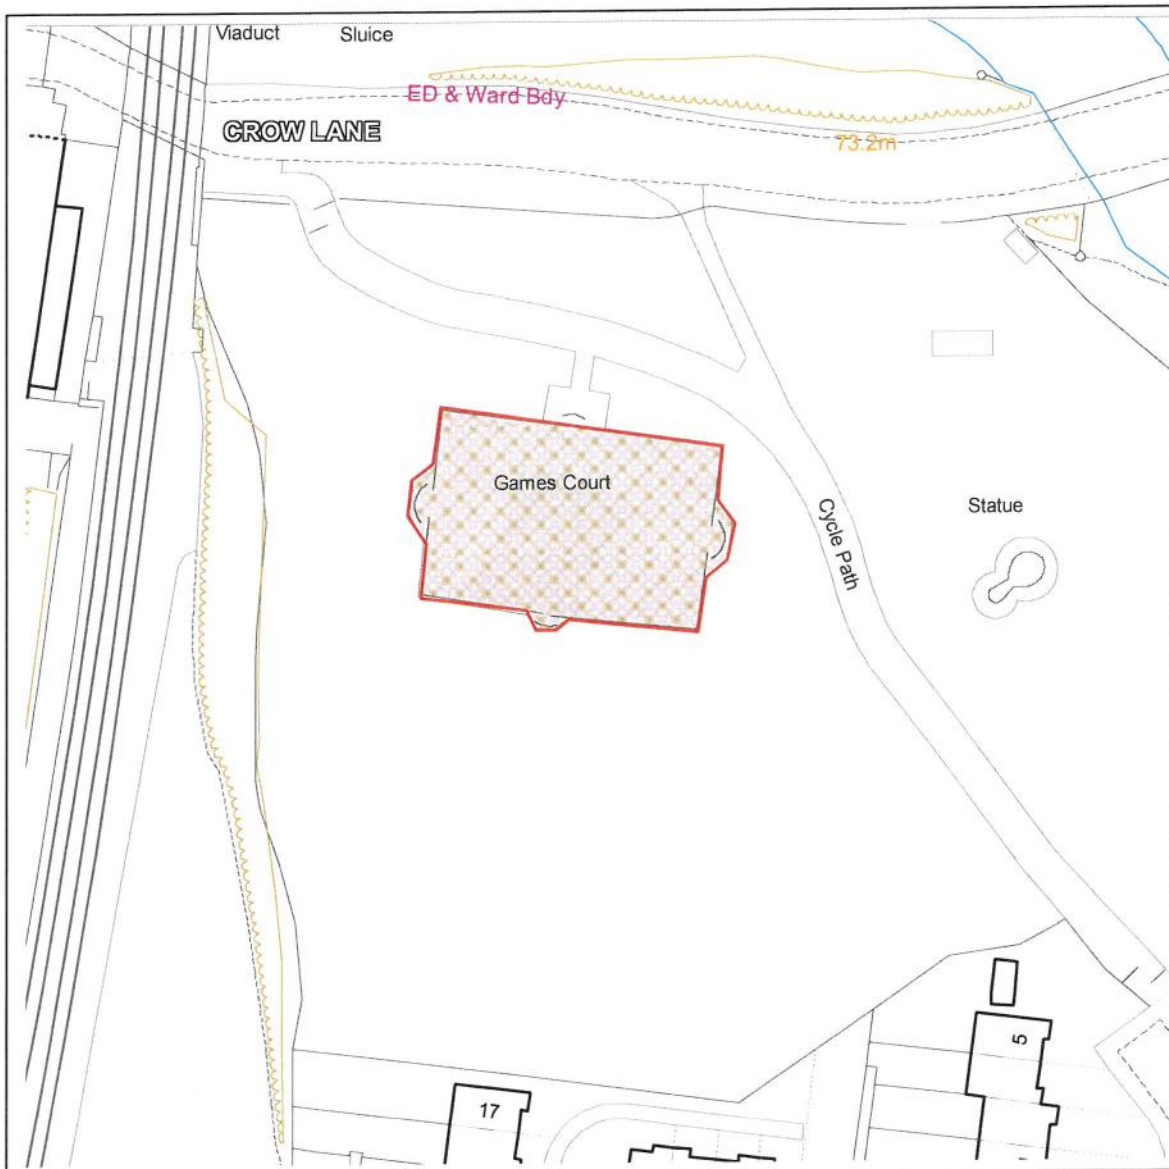 Viaduct
Sluice
ED & Ward Bdy
CROW LANE
73.2m
Games Court
Cycle Path
Statue
5
17